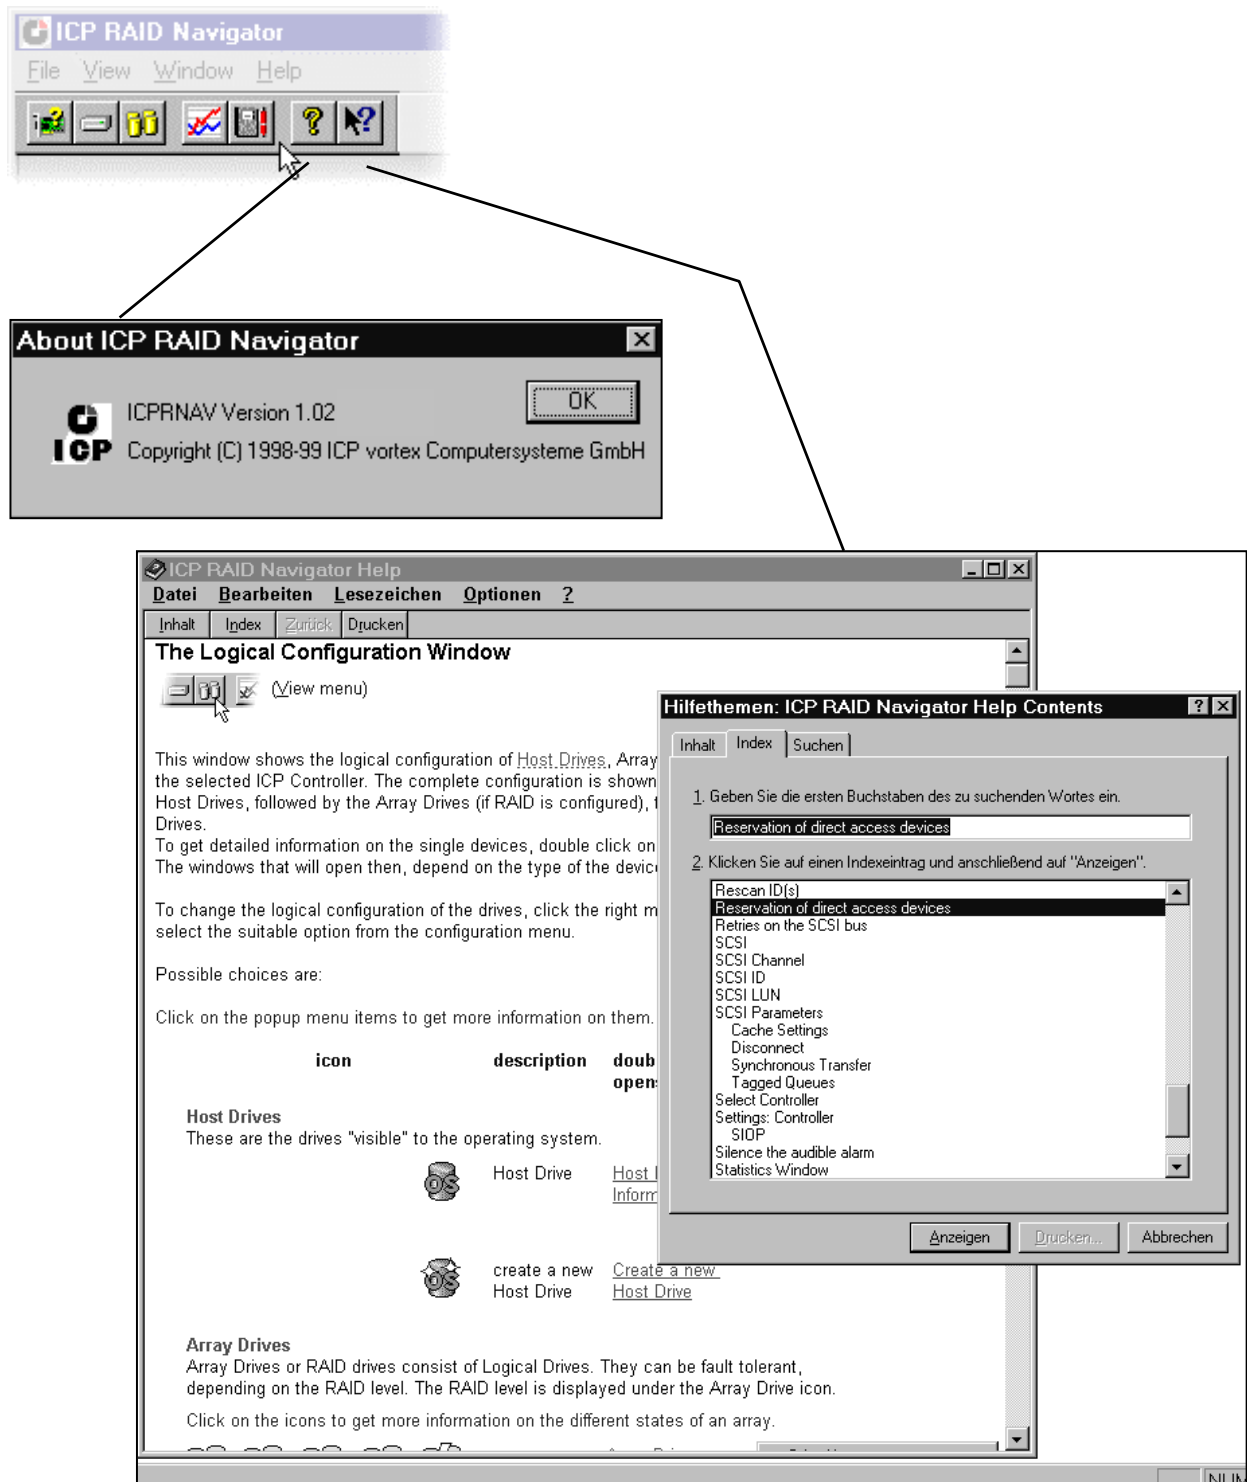 ICP RAID Navigator
File View Window Help
About ICP RAID Navigator
OK
ICPRNAV Version 1.02
ICP
Copyright (C) 1998-99 ICP vortex Computersysteme GmbH
ICP RAID Navigator Help
Datei Bearbeiten Lesezeichen Optionen ?
Inhalt Index Zurück Drucken
The Logical Configuration Window
(View menu)
This window shows the logical configuration of Host Drives, Array
the selected ICP Controller. The complete configuration is shown
Host Drives, followed by the Array Drives (if RAID is configured),
Drives.
To get detailed information on the single devices, double click on
The windows that will open then, depend on the type of the devic
To change the logical configuration of the drives, click the right m
select the suitable option from the configuration menu.
Possible choices are:
Click on the popup menu items to get more information on them.
icon description doub
open
Host Drives
These are the drives "visible" to the operating system.
OS Host Drive Host
Inform
OS create a new Create a new
Host Drive Host Drive
Array Drives
Array Drives or RAID drives consist of Logical Drives. They can be fault tolerant,
depending on the RAID level. The RAID level is displayed under the Array Drive icon.
Click on the icons to get more information on the different states of an array.
Hilfethemen: ICP RAID Navigator Help Contents
Inhalt Index Suchen
1. Geben Sie die ersten Buchstaben des zu suchenden Wortes ein.
Reservation of direct access devices
2. Klicken Sie auf einen Indexeintrag und anschließend auf "Anzeigen".
Rescan ID(s)
Reservation of direct access devices
Retries on the SCSI bus
SCSI
SCSI Channel
SCSI ID
SCSI LUN
SCSI Parameters
Cache Settings
Disconnect
Synchronous Transfer
Tagged Queues
Select Controller
Settings: Controller
SIOP
Silence the audible alarm
Statistics Window
Anzeigen Drucken... Abbrechen
NUM